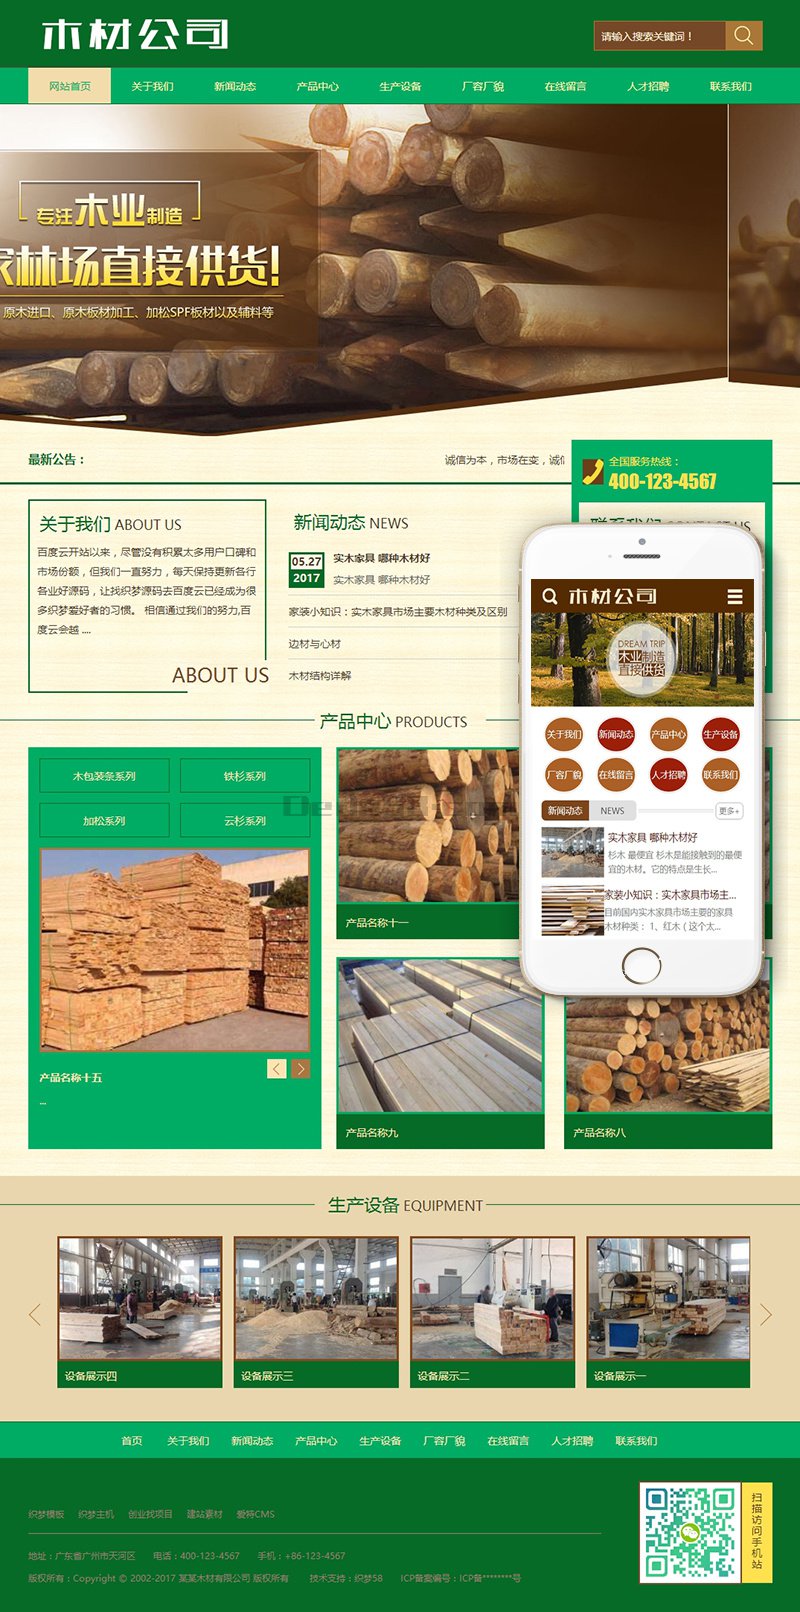 木材公司
请输入搜索关键词！
网站首页 关于我们 新闻动态 产品中心 生产设备 厂容厂貌 在线留言 人才招聘 联系我们
专注木业制造
家林场直接供货!
原木进口、原木板材加工、加松SPF板材以及辅料等
最新公告：
诚信为本，市场在变，诚信
全国服务热线：
400-123-4567
关于我们 ABOUT US
百度云开站以来，尽管没有积累太多用户口碑和
市场份额，但我们一直努力，每天保持更新各行
各业好源码，让找织梦源码去百度云已经成为很
多织梦爱好者的习惯。 相信通过我们的努力,百
度云会越 ....
ABOUT US
新闻动态 NEWS
05.27
2017
实木家具 哪种木材好
实木家具 哪种木材好
家装小知识：实木家具市场主要木材种类及区别
边材与心材
木材结构详解
联系我们 CONTACT US
木材公司
DREAM TRIP
木业制造
直接供货
关于我们 新闻动态 产品中心 生产设备
厂容厂貌 在线留言 人才招聘 联系我们
新闻动态 NEWS 更多+
实木家具 哪种木材好
杉木 最便宜 杉木是能接触到的最便
宜的木材。它的特点是生长...
家装小知识：实木家具市场主...
目前国内实木家具市场主要的家具
木材种类： 1、红木（这个太...
产品中心 PRODUCTS
木包装条系列 铁杉系列
加松系列 云杉系列
产品名称十五
...
产品名称十一
产品名称九
产品名称八
生产设备 EQUIPMENT
设备展示四 设备展示三 设备展示二 设备展示一
首页 关于我们 新闻动态 产品中心 生产设备 厂容厂貌 在线留言 人才招聘 联系我们
织梦模板 织梦主机 创业找项目 建站素材 爱特CMS
地址：广东省广州市天河区 电话：400-123-4567 手机：+86-123-4567
版权所有：Copyright © 2002-2017 某某木材有限公司 版权所有 技术支持：织梦58 ICP备案编号：ICP备********号
扫描访问手机站